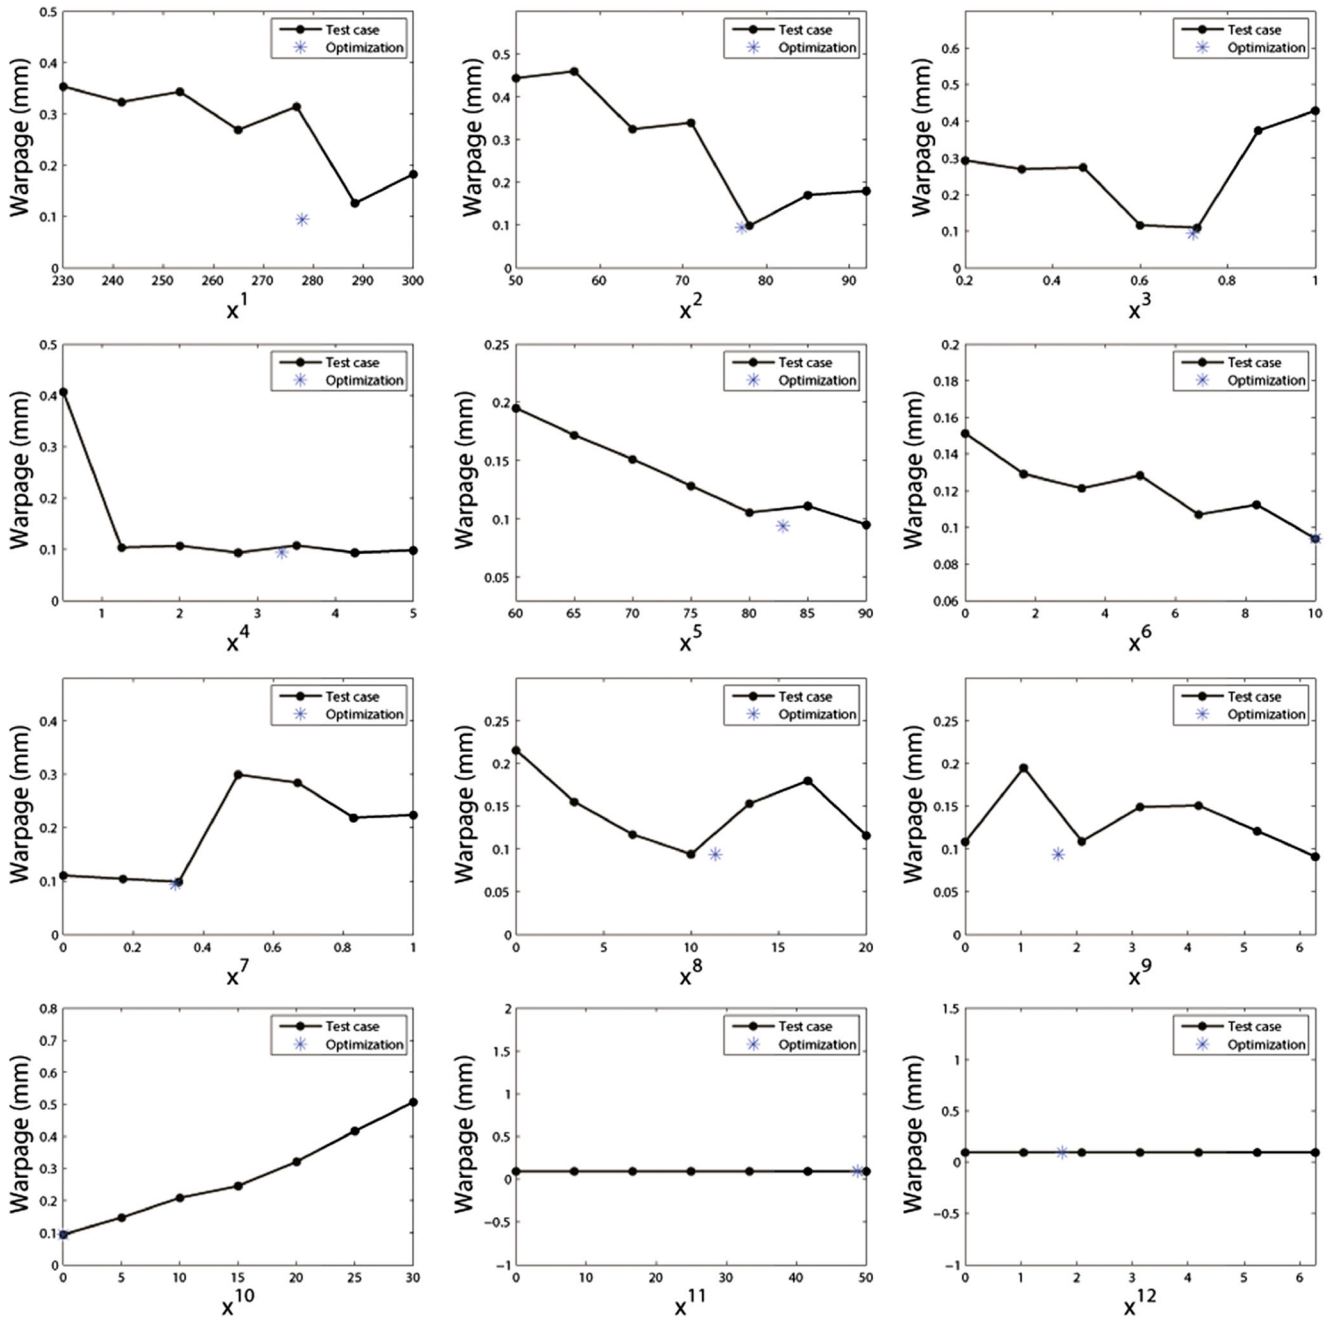 0.5
0.4
0.3
0.2
0.1
0
Warpage (mm)
Test case
Optimization
230 240 250 260 270 280 290 300
x^1
0.5
0.4
0.3
0.2
0.1
0
Warpage (mm)
Test case
Optimization
50 60 70 80 90
x^2
0.6
0.5
0.4
0.3
0.2
0.1
0
Warpage (mm)
Test case
Optimization
0.2 0.4 0.6 0.8 1
x^3
0.5
0.4
0.3
0.2
0.1
0
Warpage (mm)
Test case
Optimization
1 2 3 4 5
x^4
0.25
0.2
0.15
0.1
0.05
Warpage (mm)
Test case
Optimization
60 65 70 75 80 85 90
x^5
0.2
0.18
0.16
0.14
0.12
0.1
0.08
0.06
Warpage (mm)
Test case
Optimization
0 2 4 6 8 10
x^6
0.4
0.3
0.2
0.1
0
Warpage (mm)
Test case
Optimization
0 0.2 0.4 0.6 0.8 1
x^7
0.25
0.2
0.15
0.1
0.05
0
Warpage (mm)
Test case
Optimization
0 5 10 15 20
x^8
0.25
0.2
0.15
0.1
0.05
0
Warpage (mm)
Test case
Optimization
0 1 2 3 4 5 6
x^9
0.8
0.7
0.6
0.5
0.4
0.3
0.2
0.1
0
Warpage (mm)
Test case
Optimization
0 5 10 15 20 25 30
x^10
2
1.5
1
0.5
0
−0.5
−1
Warpage (mm)
Test case
Optimization
0 10 20 30 40 50
x^11
1.5
1
0.5
0
−0.5
−1
Warpage (mm)
Test case
Optimization
0 1 2 3 4 5 6
x^12